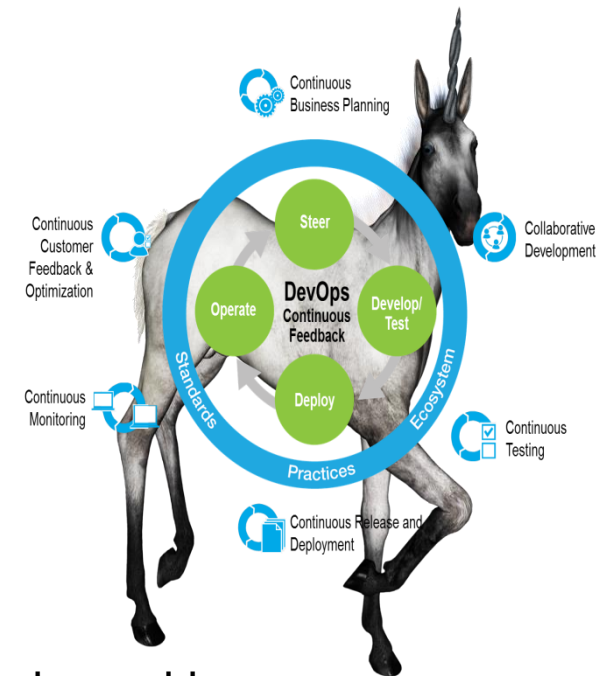 Continuous
Business Planning
Continuous
Customer
Feedback &
Optimization
Steer
Collaborative
Development
Operate
DevOps
Continuous
Feedback
Develop/
Test
Deploy
Standards
Practices
Ecosystem
Continuous
Monitoring
Continuous
Testing
Continuous Release and
Deployment